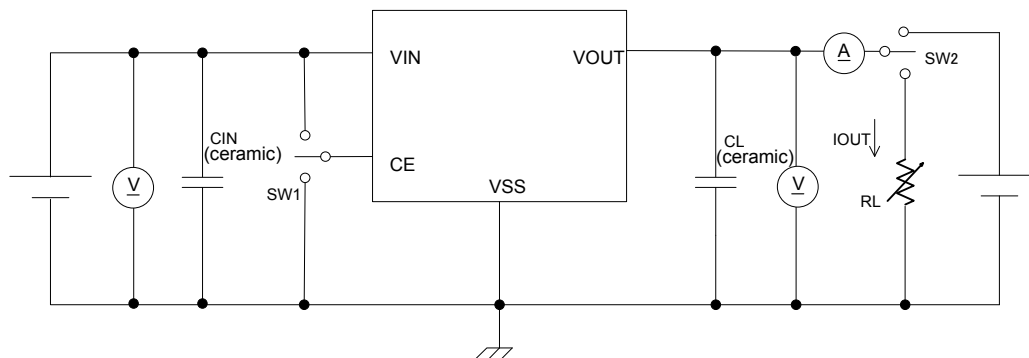 VIN
VOUT
A
SW2
CIN
(ceramic)
CE
SW1
V
VSS
CL
(ceramic)
V
IOUT
RL